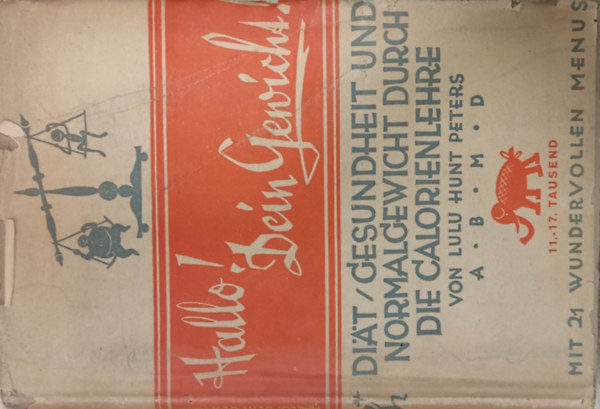 Hallo!
Dein Gewicht!
DIÄT / GESUNDHEIT UND
NORMALGEWICHT DURCH
DIE CALORIENLEHRE
VON LULU HUNT PETERS
A · B · M · D
11.-17. TAUSEND
MIT 21 WUNDERVOLLEN MENUS